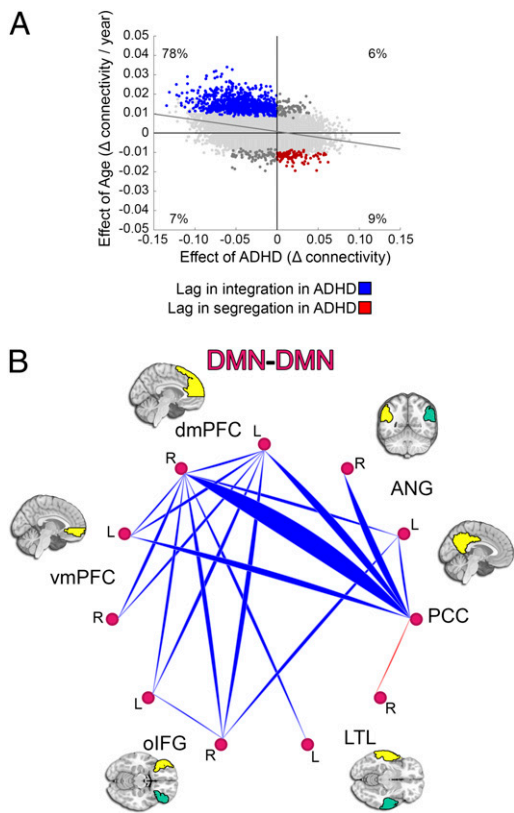 A
78%
6%
0.05
0.04
0.03
0.02
0.01
0
-0.01
-0.02
-0.03
-0.04
-0.05
Effect of Age (Δ connectivity / year)
7%
9%
-0.15 -0.10 -0.05 0 0.05 0.10 0.15
Effect of ADHD (Δ connectivity)
Lag in integration in ADHD
Lag in segregation in ADHD
B
DMN-DMN
dmPFC
L
R
R
ANG
L
L
vmPFC
R
PCC
L
oIFG
R
L
LTL
R